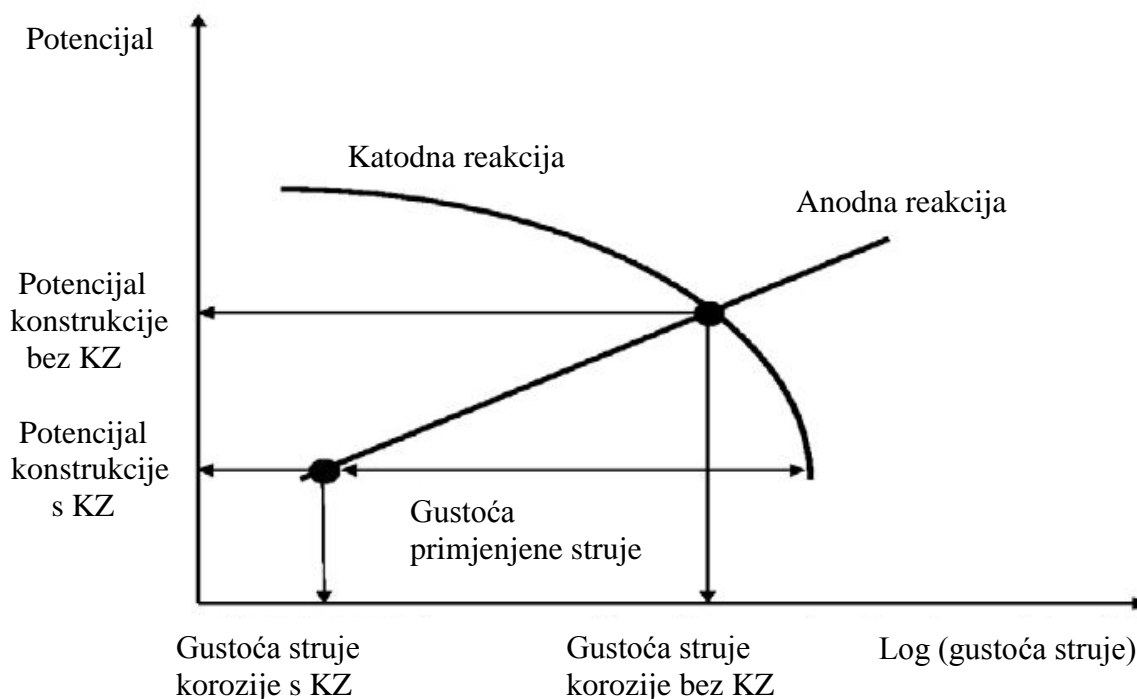 Potencijal
Katodna reakcija
Anodna reakcija
Potencijal
konstrukcije
bez KZ
Potencijal
konstrukcije
s KZ
Gustoća
primjenjene struje
Gustoća struje
korozije s KZ
Gustoća struje
korozije bez KZ
Log (gustoća struje)